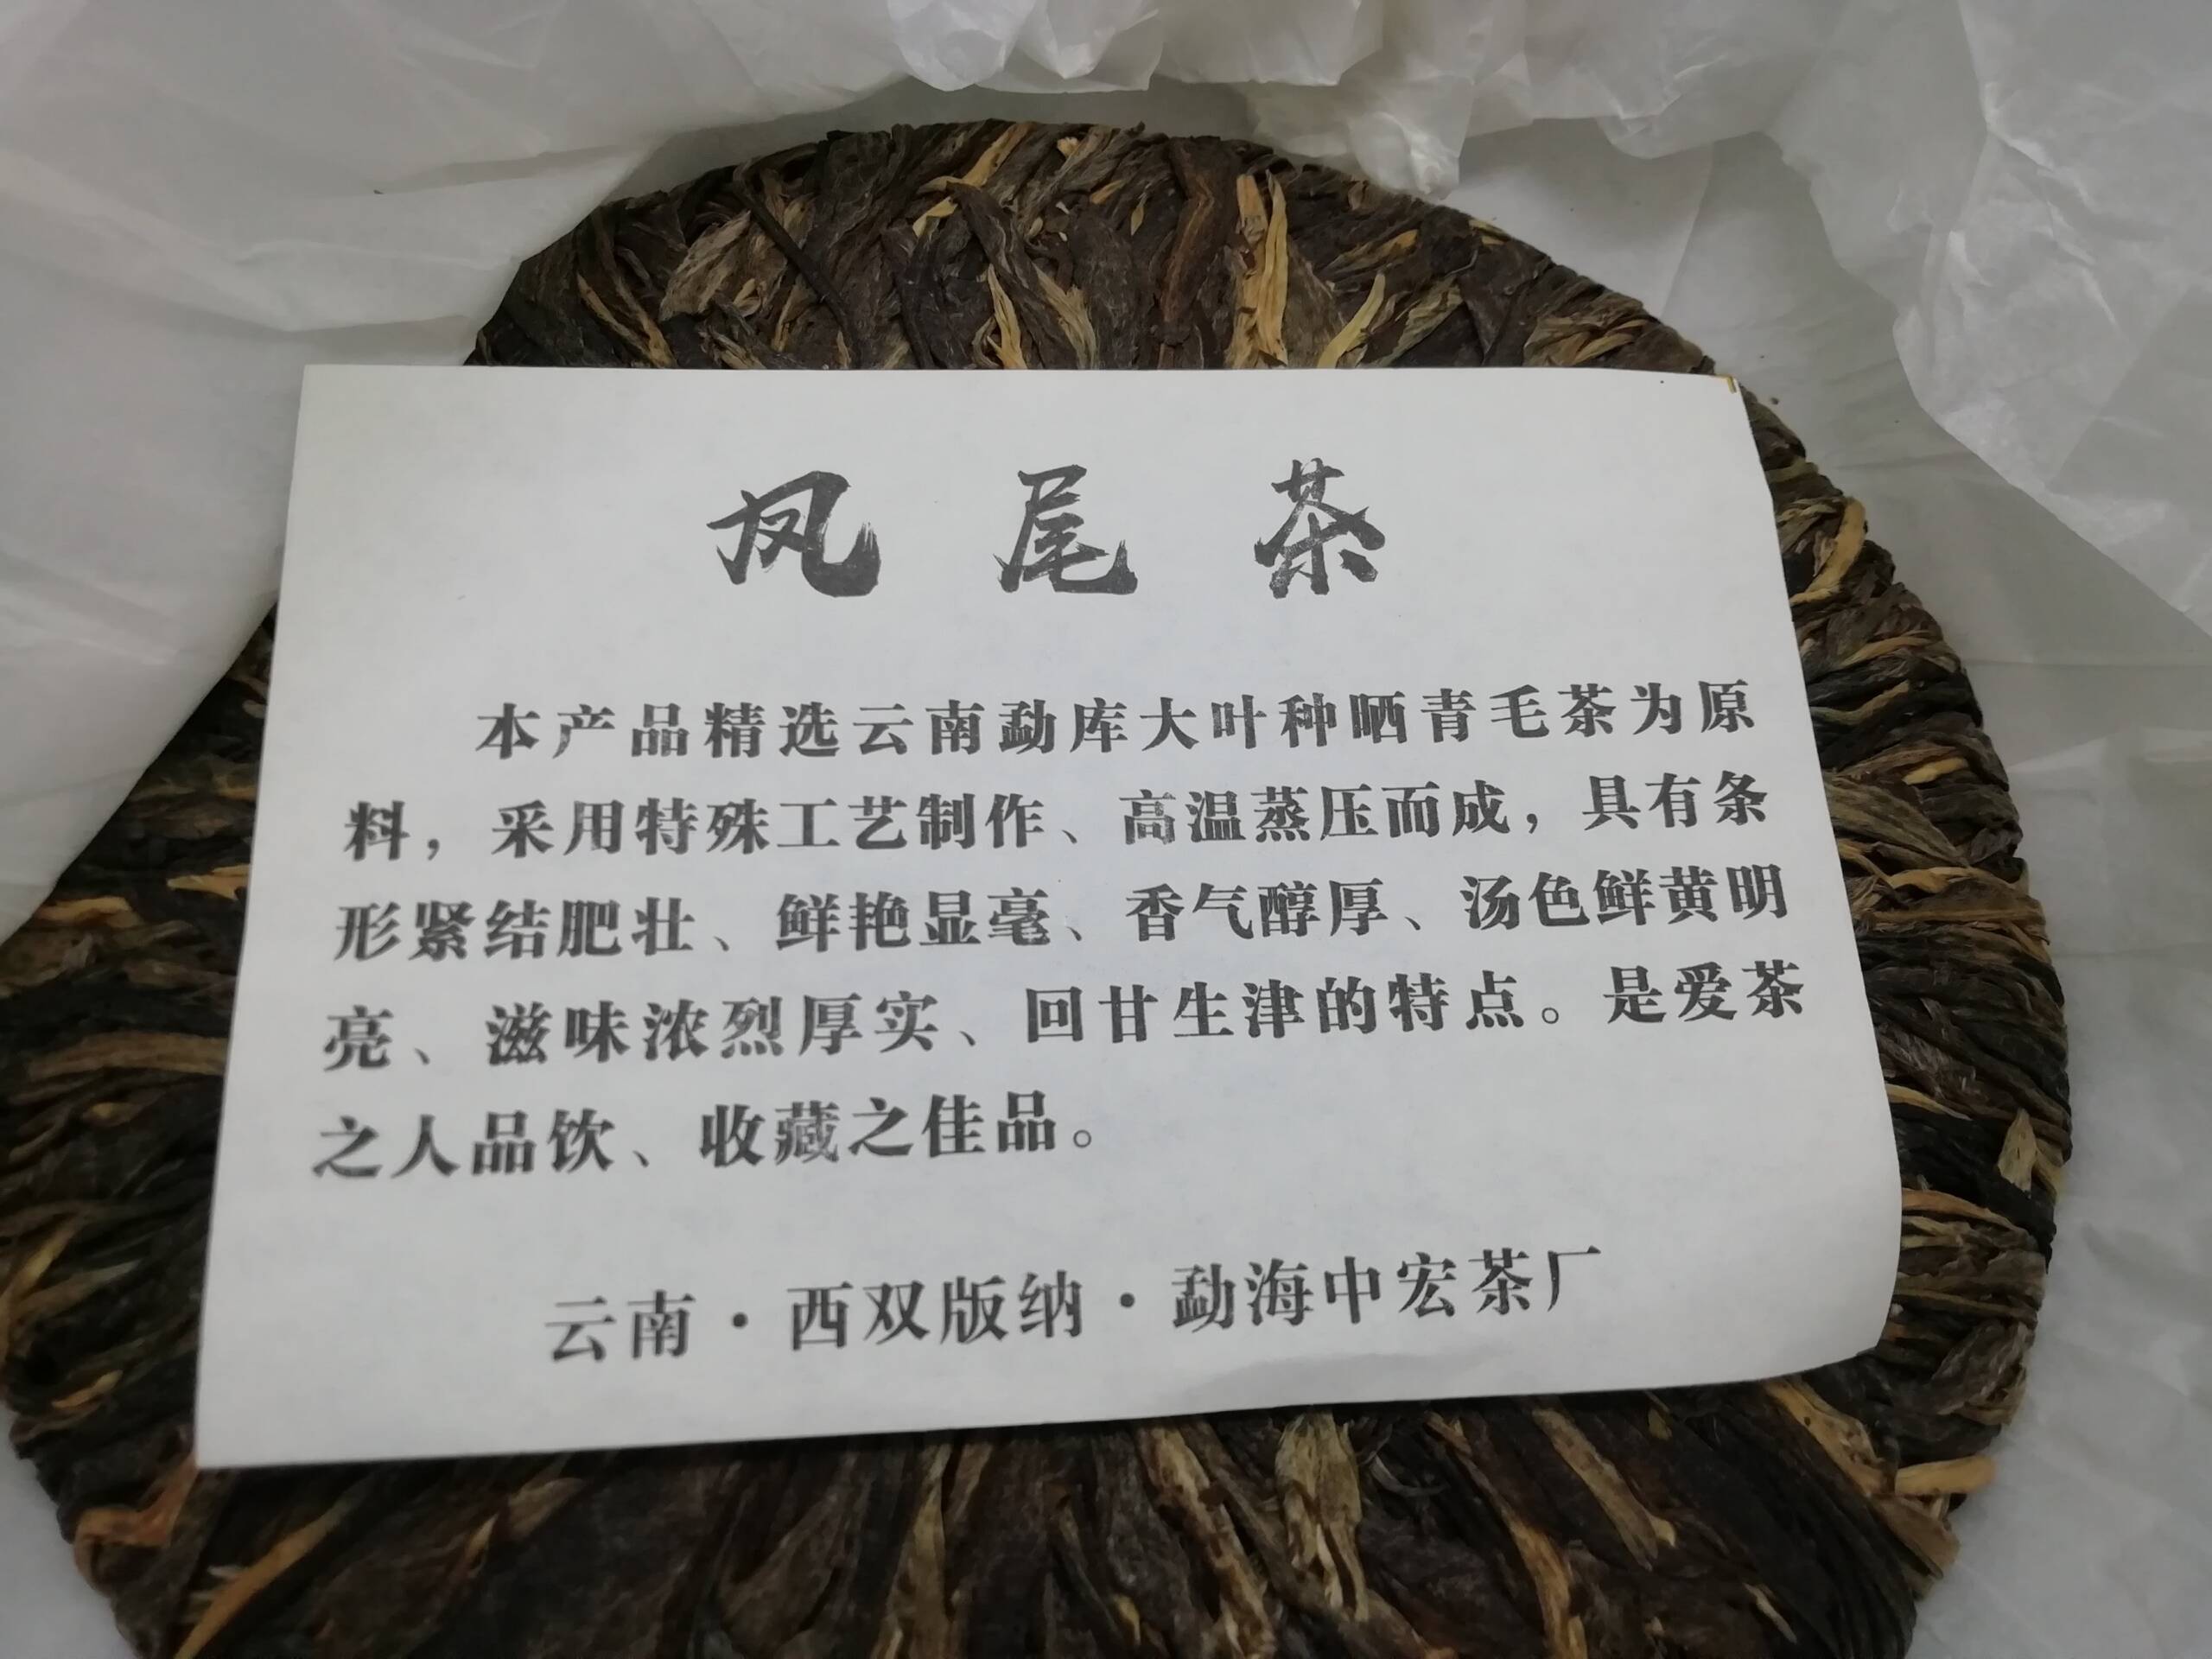 凤尾茶
本产品精选云南勐库大叶种晒青毛茶为原
料，采用特殊工艺制作、高温蒸压而成，具有条
形紧结肥壮、鲜艳显毫、香气醇厚、汤色鲜黄明
亮、滋味浓烈厚实、回甘生津的特点。是爱茶
之人品饮、收藏之佳品。
云南·西双版纳·勐海中宏茶厂